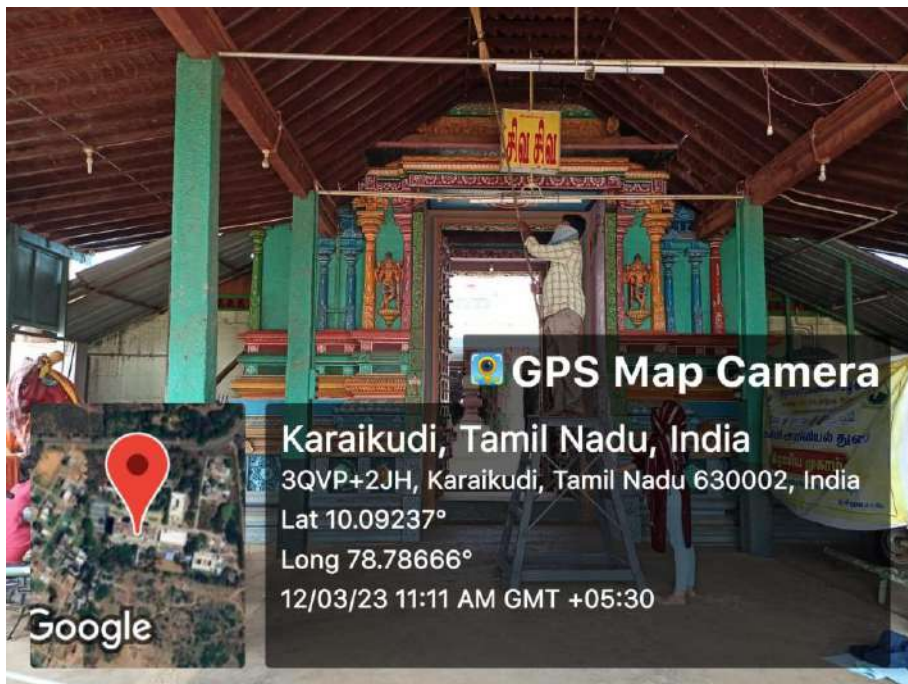 சிவ சிவ
GPS Map Camera
Karaikudi, Tamil Nadu, India
3QVP+2JH, Karaikudi, Tamil Nadu 630002, India
Lat 10.09237°
Long 78.78666°
12/03/23 11:11 AM GMT +05:30
Google